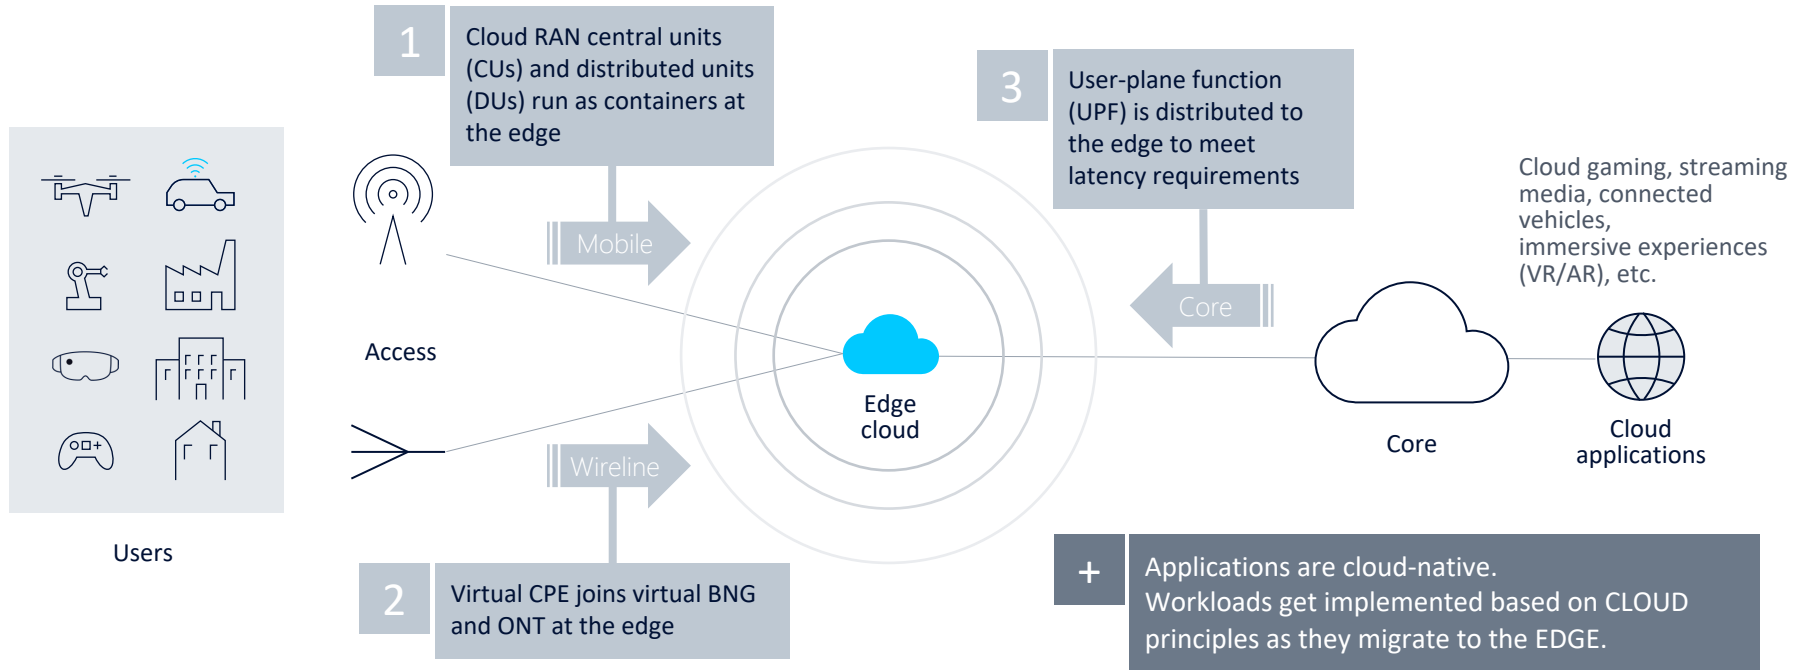 1
Cloud RAN central units
(CUs) and distributed units
(DUs) run as containers at
the edge
3
User-plane function
(UPF) is distributed to
the edge to meet
latency requirements
Cloud gaming, streaming
media, connected
vehicles,
immersive experiences
(VR/AR), etc.
Mobile
Core
Access
Edge
cloud
Core
Cloud
applications
Wireline
Users
2
Virtual CPE joins virtual BNG
and ONT at the edge
+
Applications are cloud-native.
Workloads get implemented based on CLOUD
principles as they migrate to the EDGE.